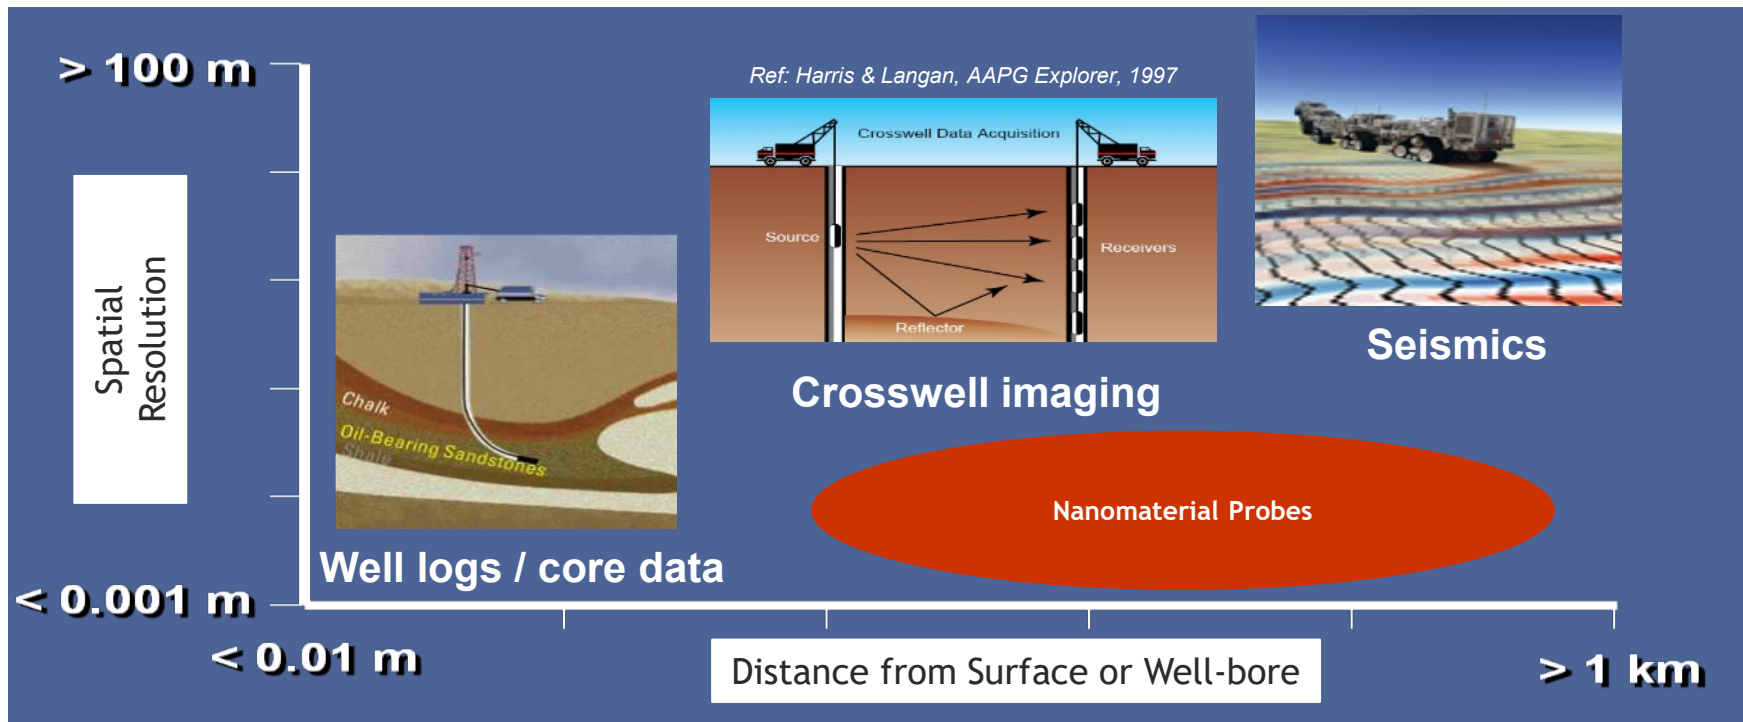 > 100 m
Ref: Harris & Langan, AAPG Explorer, 1997
Crosswell Data Acquisition
Source
Receivers
Reflector
Seismics
Spatial
Resolution
Crosswell imaging
Chalk
Oil-Bearing Sandstones
Shale
Nanomaterial Probes
Well logs / core data
< 0.001 m
< 0.01 m
Distance from Surface or Well-bore
> 1 km